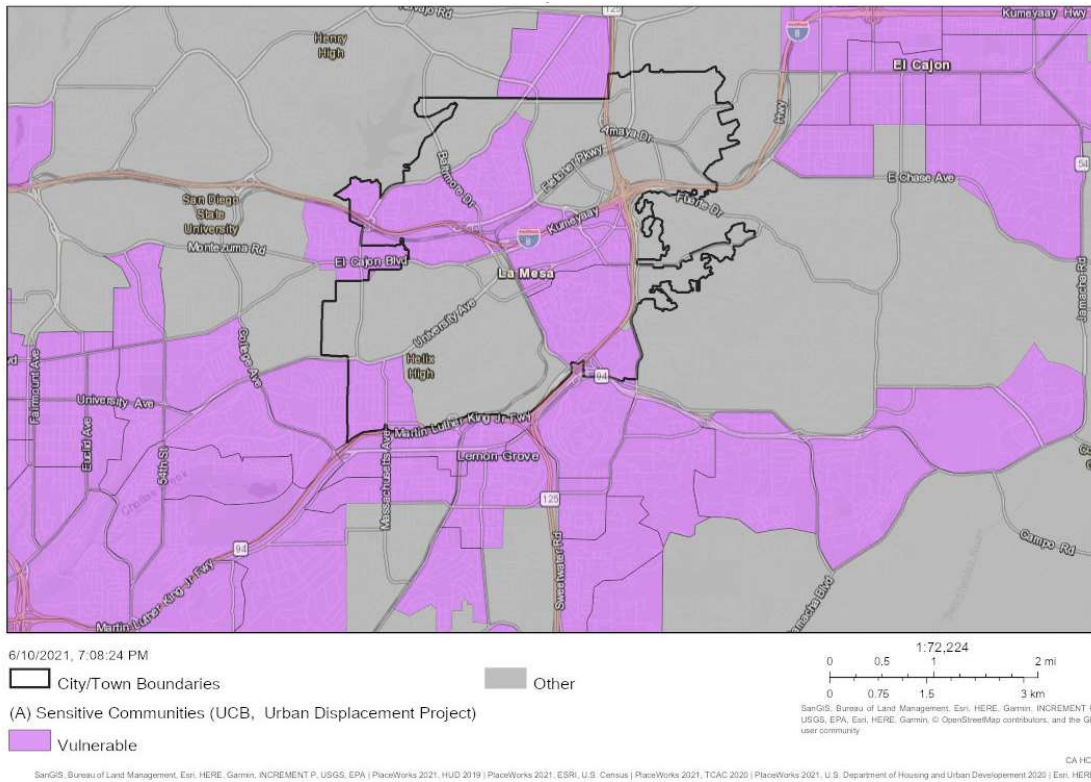 125
Kumeyaay Hwy
Henry
High
8
El Cajon
Hwy
Amaya Dr
Fletcher Pkwy
Baltimore Dr
54
E Chase Ave
San Diego
State
University
Fuerte Dr
Kumeyaay
8
Montezuma Rd
El Cajon Blvd
La Mesa
Jamacha Rd
University Ave
Helix
High
College Ave
94
Fairmount Ave
University Ave
Euclid Ave
54th St
Martin Luther King Jr Fwy
Massachusetts Ave
Lemon Grove
125
Sweetwater Rd
94
Campo Rd
Martin Luther King Jr Fwy
Jamacha Blvd
6/10/2021, 7:08:24 PM
City/Town Boundaries
Other
(A) Sensitive Communities (UCB, Urban Displacement Project)
Vulnerable
1:72,224
0 0.5 1 2 mi
0 0.75 1.5 3 km
SanGIS, Bureau of Land Management, Esri, HERE, Garmin, INCREMENT
USGS, EPA, Esri, HERE, Garmin, © OpenStreetMap contributors, and the
user community
SanGIS, Bureau of Land Management, Esri, HERE, Garmin, INCREMENT P, USGS, EPA | PlaceWorks 2021, HUD 2019 | PlaceWorks 2021, ESRI, U.S. Census | PlaceWorks 2021, TCAC 2020 | PlaceWorks 2021, U.S. Department of Housing and Urban Developement 2020 | Esri